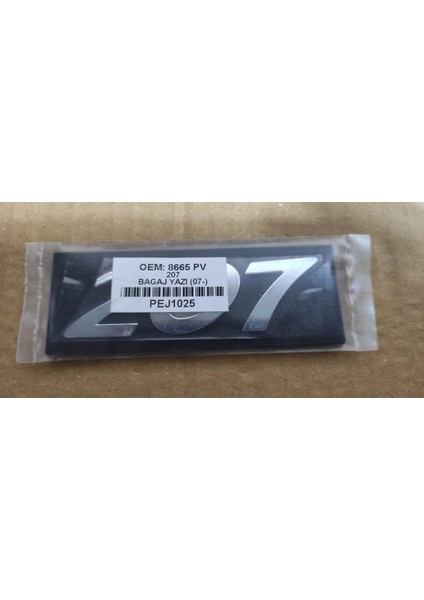 OEM: 8665 PV
207
BAGAJ YAZI (07-)
PEJ1025
207